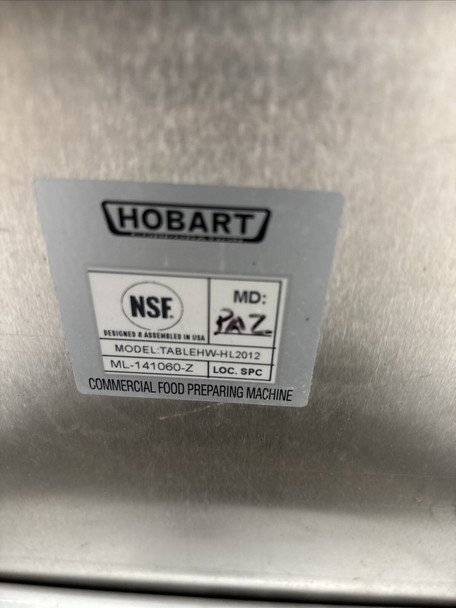 HOBART
NSF®
DESIGNED & ASSEMBLED IN USA
MD:
PAZ
MODEL:TABLEHW-HL2012
ML-141060-Z
LOC. SPC
COMMERCIAL FOOD PREPARING MACHINE